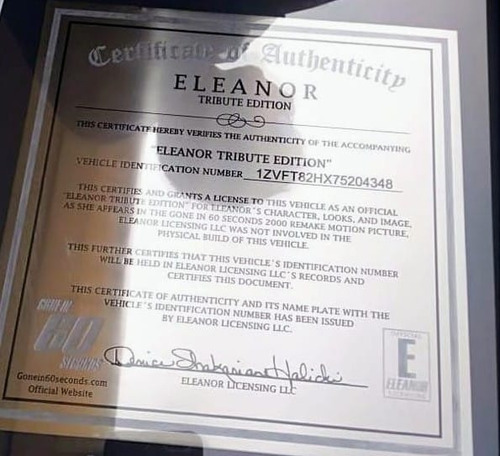 Certificate of Authenticity
ELEANOR
TRIBUTE EDITION
THIS CERTIFICATE HEREBY VERIFIES THE AUTHENTICITY OF THE ACCOMPANYING
"ELEANOR TRIBUTE EDITION"
VEHICLE IDENTIFICATION NUMBER 1ZVFT82HX75204348
THIS CERTIFIES AND GRANTS A LICENSE TO THIS VEHICLE AS AN OFFICIAL
"ELEANOR TRIBUTE EDITION" FOR ELEANOR'S CHARACTER, LOOKS, AND IMAGE,
AS SHE APPEARS IN THE GONE IN 60 SECONDS 2000 REMAKE MOTION PICTURE.
ELEANOR LICENSING LLC WAS NOT INVOLVED IN THE
PHYSICAL BUILD OF THIS VEHICLE.
THIS FURTHER CERTIFIES THAT THIS VEHICLE'S IDENTIFICATION NUMBER
WILL BE HELD IN ELEANOR LICENSING LLC'S RECORDS AND
CERTIFIES THIS DOCUMENT.
THIS CERTIFICATE OF AUTHENTICITY AND ITS NAME PLATE WITH THE
VEHICLE'S IDENTIFICATION NUMBER HAS BEEN ISSUED
BY ELEANOR LICENSING LLC.
GONE IN
60
SECONDS
Denice Shakarian Halicki
ELEANOR LICENSING LLC
Gonein60seconds.com
Official Website
OFFICIAL
E
ELEANOR